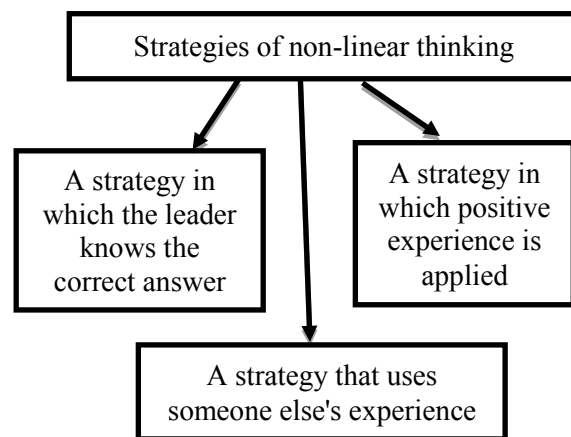 Strategies of non-linear thinking
A strategy in
which the leader
knows the
correct answer
A strategy in
which positive
experience is
applied
A strategy that uses
someone else's experience